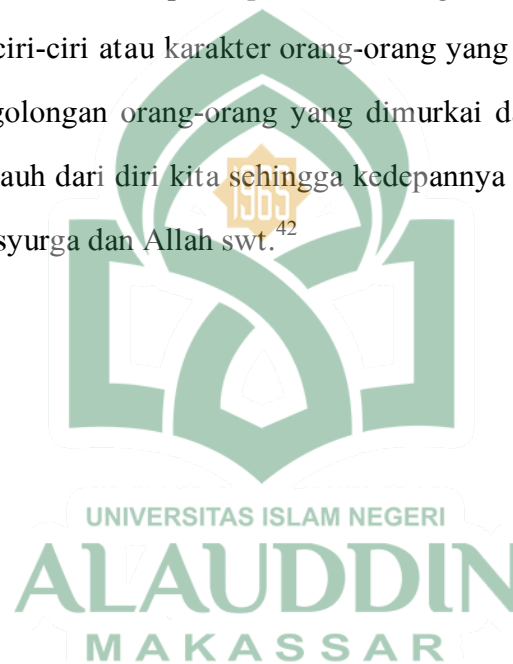 ciri-ciri atau karakter orang-orang yang
golongan orang-orang yang dimurkai
auh dari diri kita sehingga kedepannya
syurga dan Allah swt.42
1965
UNIVERSITAS ISLAM NEGERI
ALAUDDIN
MAKASSAR